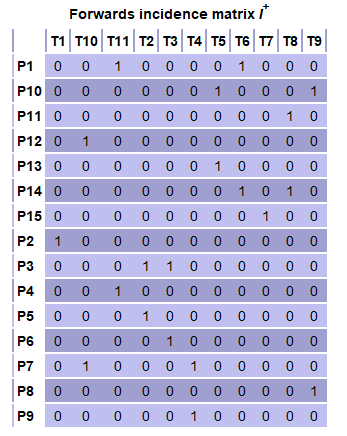 Forwards incidence matrix I+
T1 T10 T11 T2 T3 T4 T5 T6 T7 T8 T9
P1 0 0 1 0 0 0 0 1 0 0 0
P10 0 0 0 0 0 0 1 0 0 0 1
P11 0 0 0 0 0 0 0 0 0 1 0
P12 0 1 0 0 0 0 0 0 0 0 0
P13 0 0 0 0 0 0 1 0 0 0 0
P14 0 0 0 0 0 0 0 1 0 1 0
P15 0 0 0 0 0 0 0 0 1 0 0
P2 1 0 0 0 0 0 0 0 0 0 0
P3 0 0 0 1 1 0 0 0 0 0 0
P4 0 0 1 0 0 0 0 0 0 0 0
P5 0 0 0 1 0 0 0 0 0 0 0
P6 0 0 0 0 1 0 0 0 0 0 0
P7 0 1 0 0 0 1 0 0 0 0 0
P8 0 0 0 0 0 0 0 0 0 0 1
P9 0 0 0 0 0 1 0 0 0 0 0